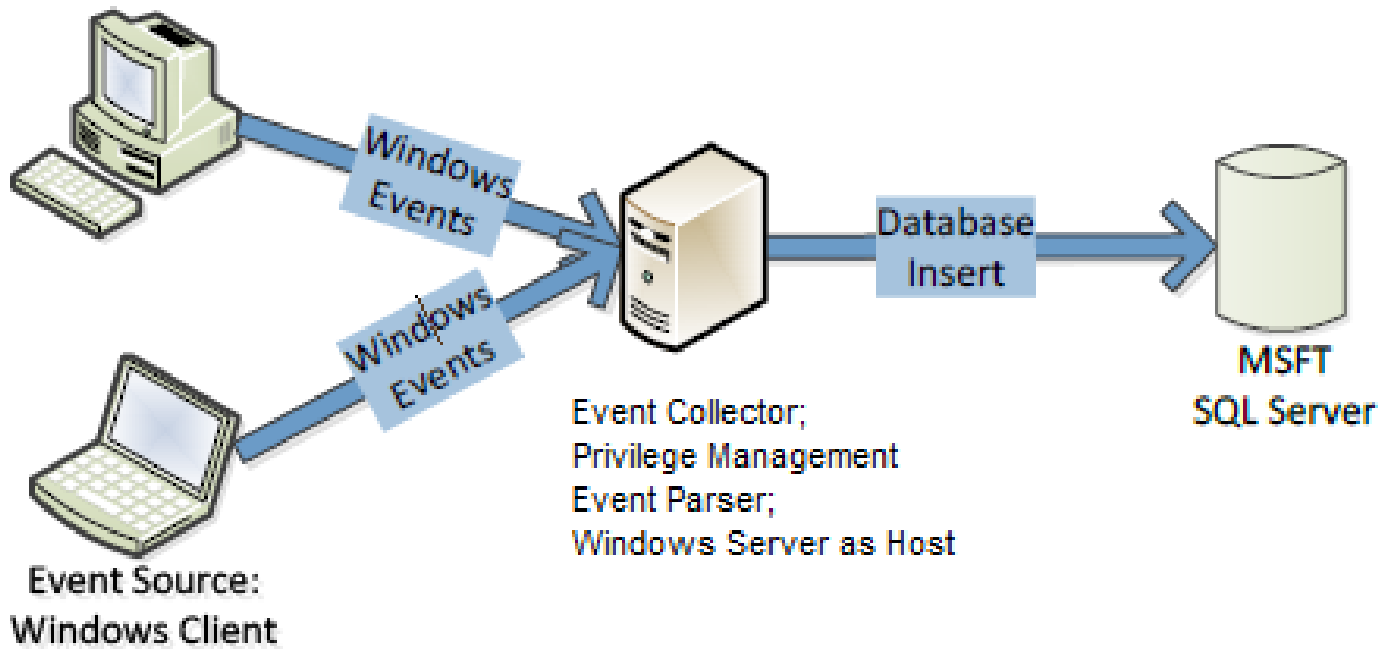 Windows
Events
Windows
Events
Database
Insert
MSFT
SQL Server
Event Collector;
Privilege Management
Event Parser;
Windows Server as Host
Event Source:
Windows Client